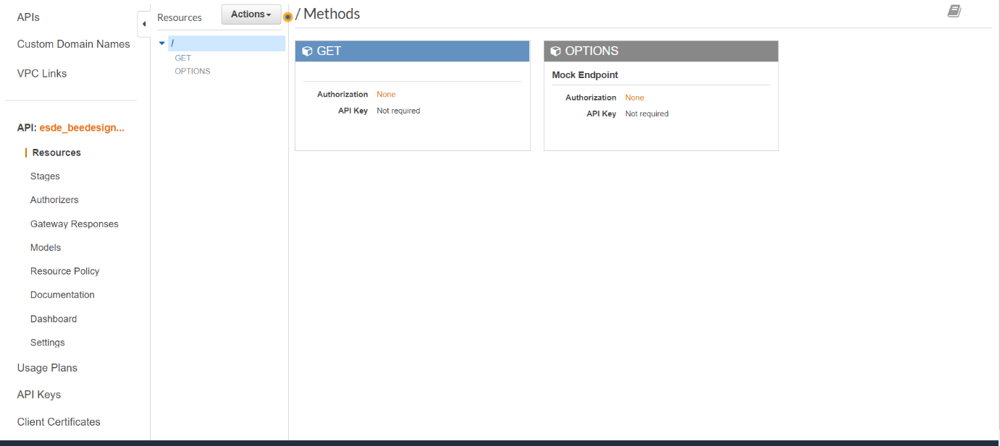 APIs
Custom Domain Names
VPC Links
API: esde_beedesign...
Resources
Stages
Authorizers
Gateway Responses
Models
Resource Policy
Documentation
Dashboard
Settings
Usage Plans
API Keys
Client Certificates
Resources
Actions
/
GET
OPTIONS
/ Methods
GET
Authorization None
API Key Not required
OPTIONS
Mock Endpoint
Authorization None
API Key Not required